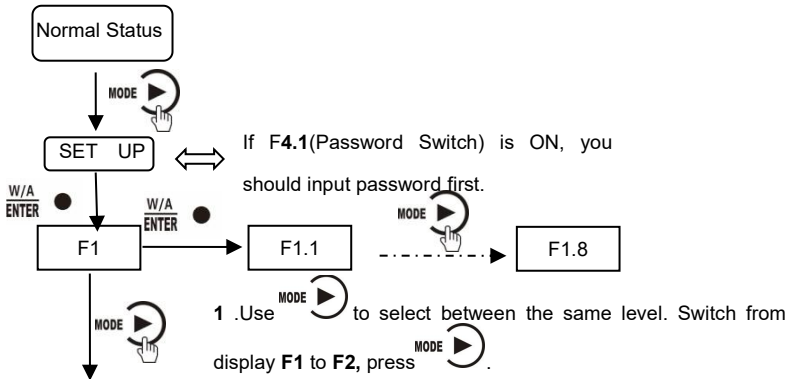 Normal Status
MODE
SET UP
If F4.1(Password Switch) is ON, you
should input password first.
W/A
ENTER
W/A
ENTER
MODE
F1
F1.1
F1.8
MODE
1 .Use MODE to select between the same level. Switch from
display F1 to F2, press MODE .